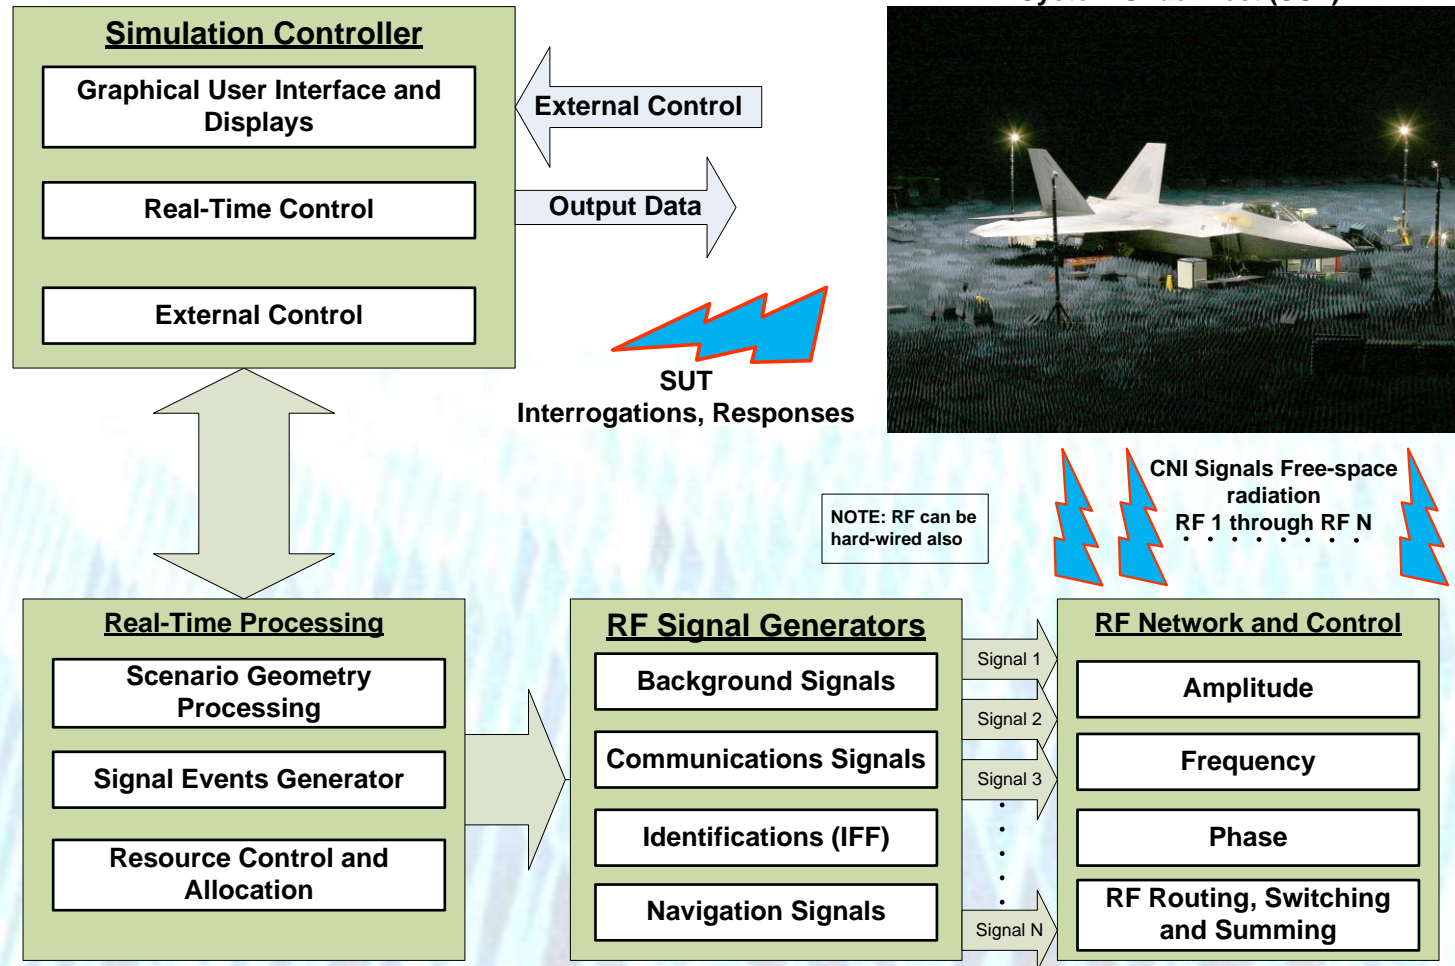 Simulation Controller
Graphical User Interface and
Displays
Real-Time Control
External Control
External Control
Output Data
SUT
Interrogations, Responses
CNI Signals Free-space
radiation
RF 1 through RF N
NOTE: RF can be
hard-wired also
Real-Time Processing
Scenario Geometry
Processing
Signal Events Generator
Resource Control and
Allocation
RF Signal Generators
Background Signals
Communications Signals
Identifications (IFF)
Navigation Signals
Signal 1
Signal 2
Signal 3
Signal N
RF Network and Control
Amplitude
Frequency
Phase
RF Routing, Switching
and Summing